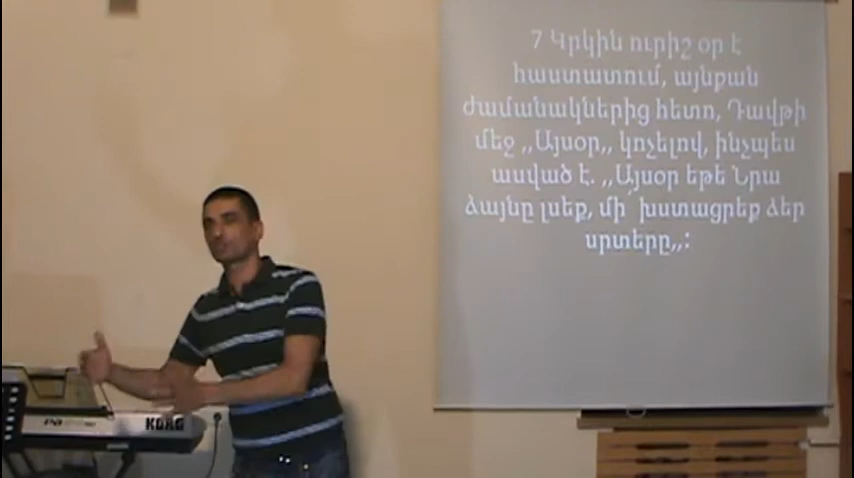 7 Կրկին ուրիշ օր է
հաստատում, այնքան
ժամանակներից հետո, Դավթի
մեջ ,,Այսօր,, կոչելով, ինչպես
ասված է. ,,Այսօր եթե Նրա
ձայնը լսեք, մի՛ խստացրեք ձեր
սրտերը,,:
KORG